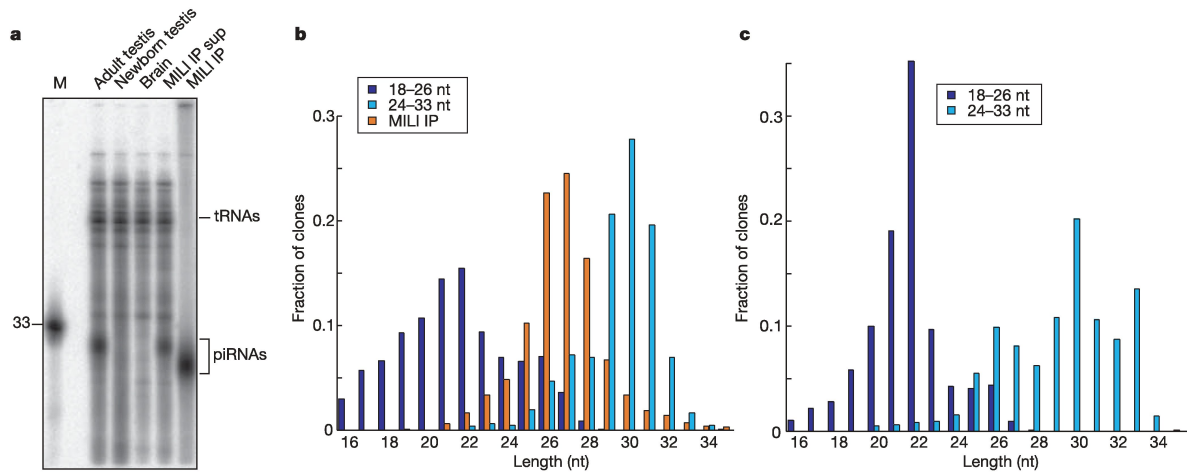 a
M
Adult testis
Newborn testis
Brain
MILI IP sup
MILI IP
tRNAs
33
piRNAs
b
18–26 nt
24–33 nt
MILI IP
0.3
0.2
0.1
0
Fraction of clones
16 18 20 22 24 26 28 30 32 34
Length (nt)
c
18–26 nt
24–33 nt
0.3
0.2
0.1
0
Fraction of clones
16 18 20 22 24 26 28 30 32 34
Length (nt)